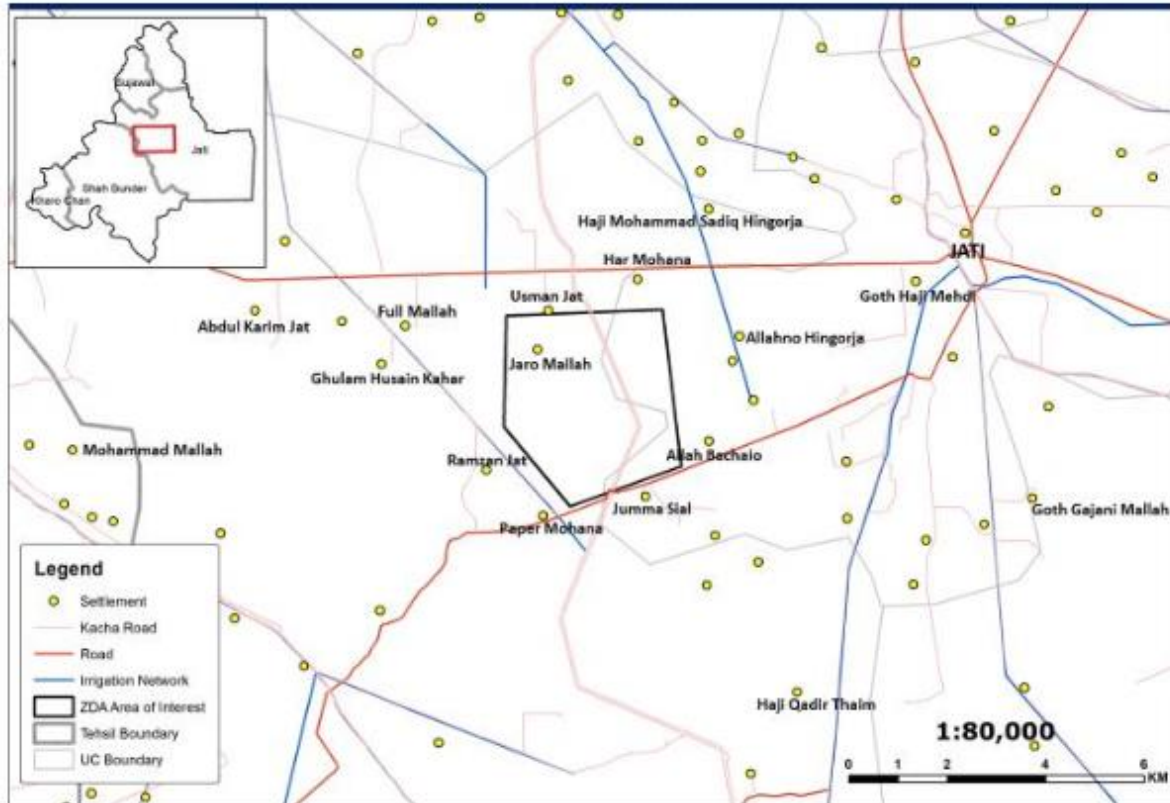 Sujawal
Jati
Shah Bunder
Kharo Chan
Haji Mohammad Sadiq Hingorja
JATI
Har Mohana
Goth Haji Mehdi
Usman Jat
Full Mallah
Abdul Karim Jat
Allahno Hingorja
Jaro Mallah
Ghulam Husain Kahar
Mohammad Mallah
Ramzan Jat
Allah Bachaio
Jumma Sial
Goth Gajani Mallah
Paper Mohana
Haji Qadir Thaim
Legend
Settlement
Kacha Road
Road
Irrigation Network
ZDA Area of Interest
Tehsil Boundary
UC Boundary
1:80,000
0 1 2 4 6
KM